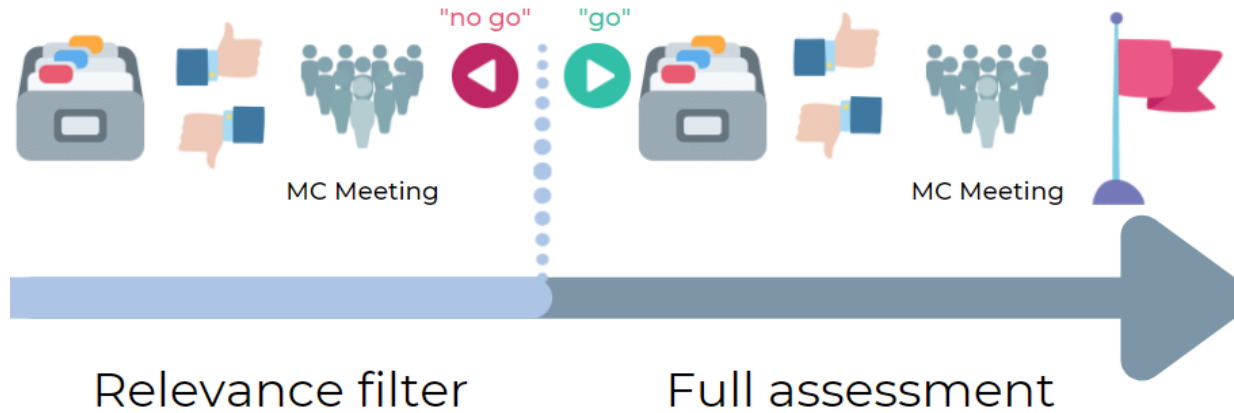 "no go"
"go"
MC Meeting
MC Meeting
Relevance filter
Full assessment